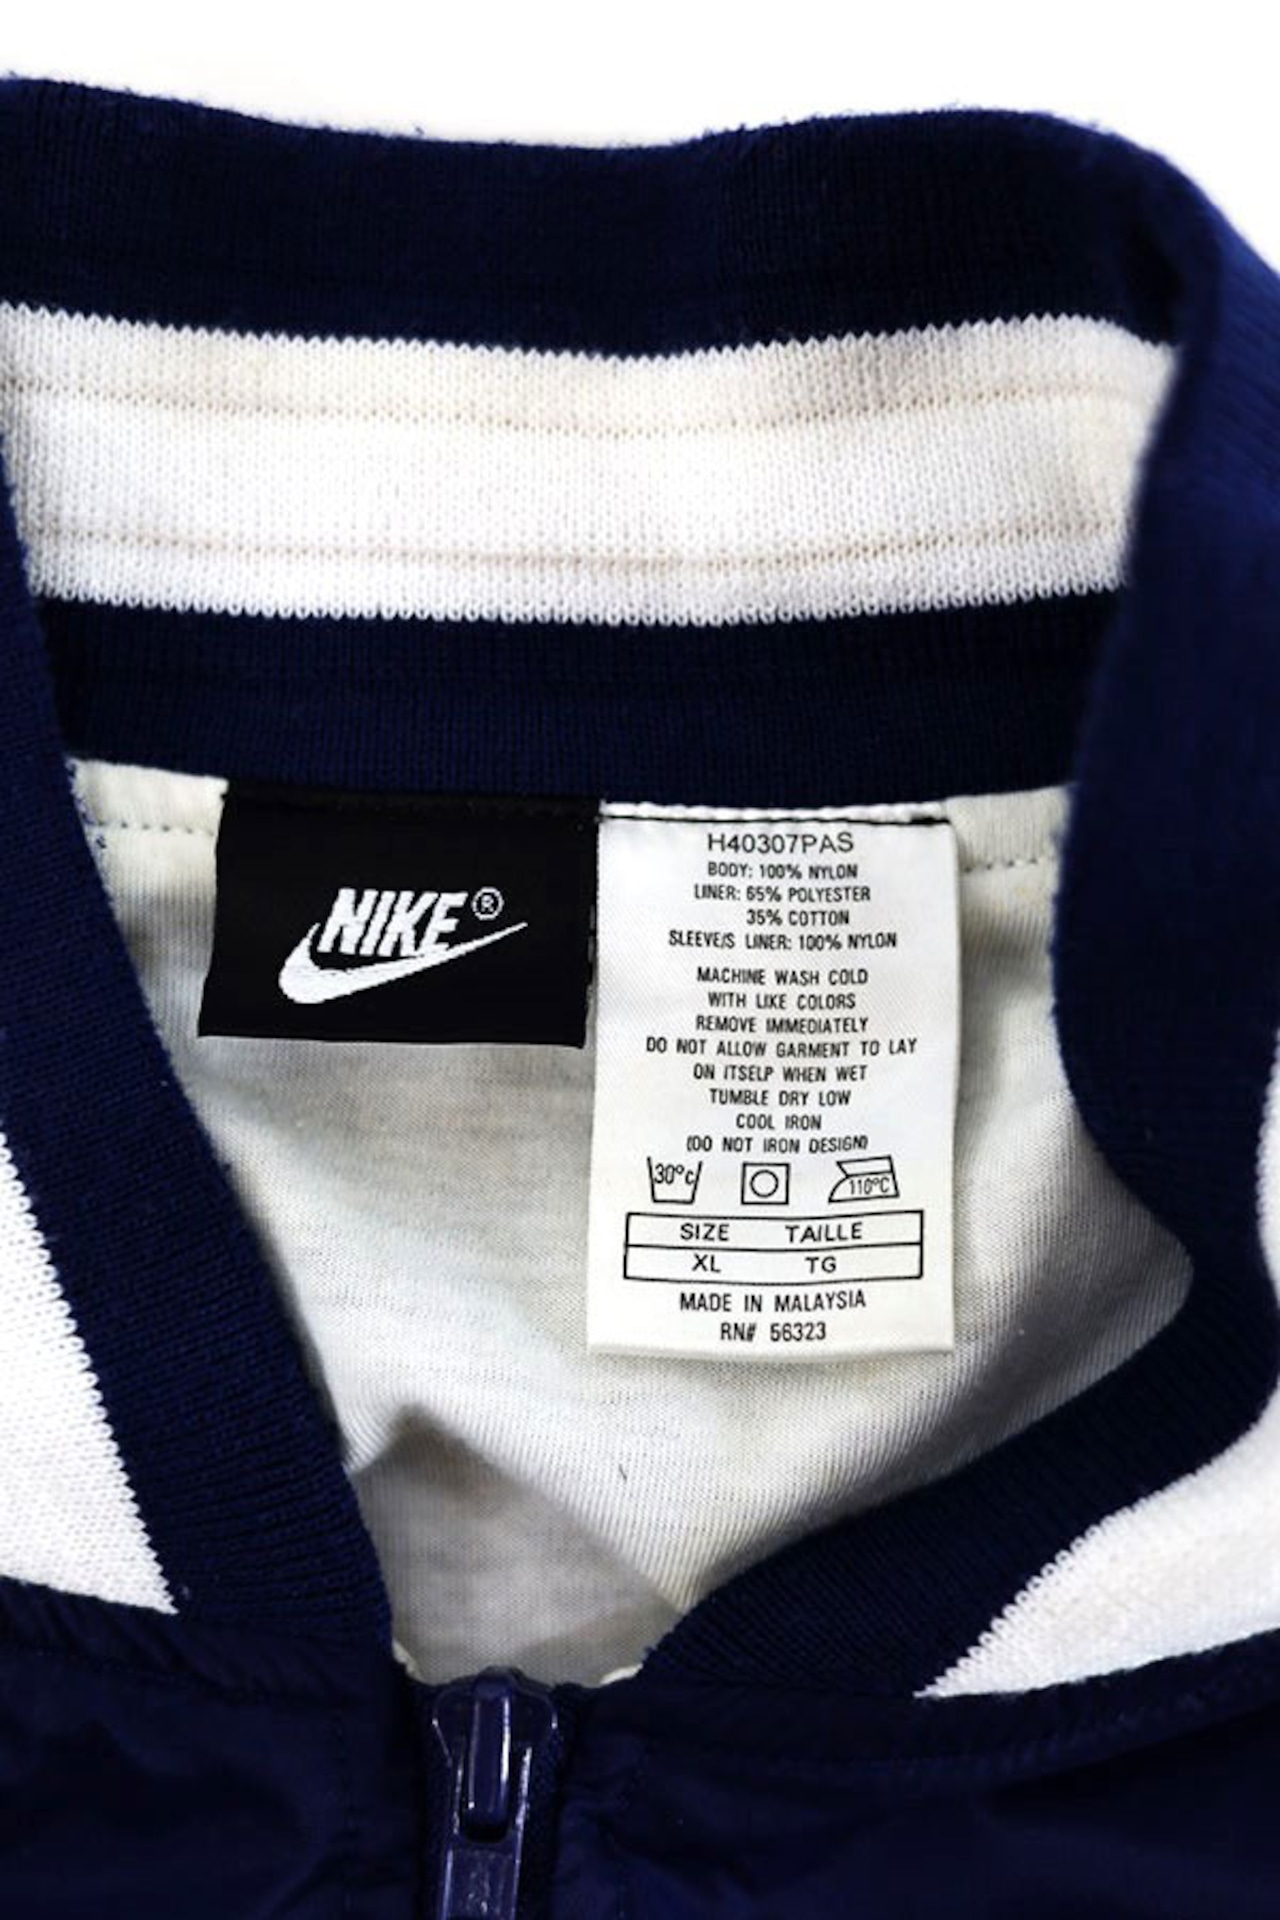 NIKE®
H40307PAS
BODY: 100% NYLON
LINER: 65% POLYESTER
35% COTTON
SLEEVE/S LINER: 100% NYLON
MACHINE WASH COLD
WITH LIKE COLORS
REMOVE IMMEDIATELY
DO NOT ALLOW GARMENT TO LAY
ON ITSELP WHEN WET
TUMBLE DRY LOW
COOL IRON
(DO NOT IRON DESIGN)
30°c 110°C
SIZE TAILLE
XL TG
MADE IN MALAYSIA
RN# 56323